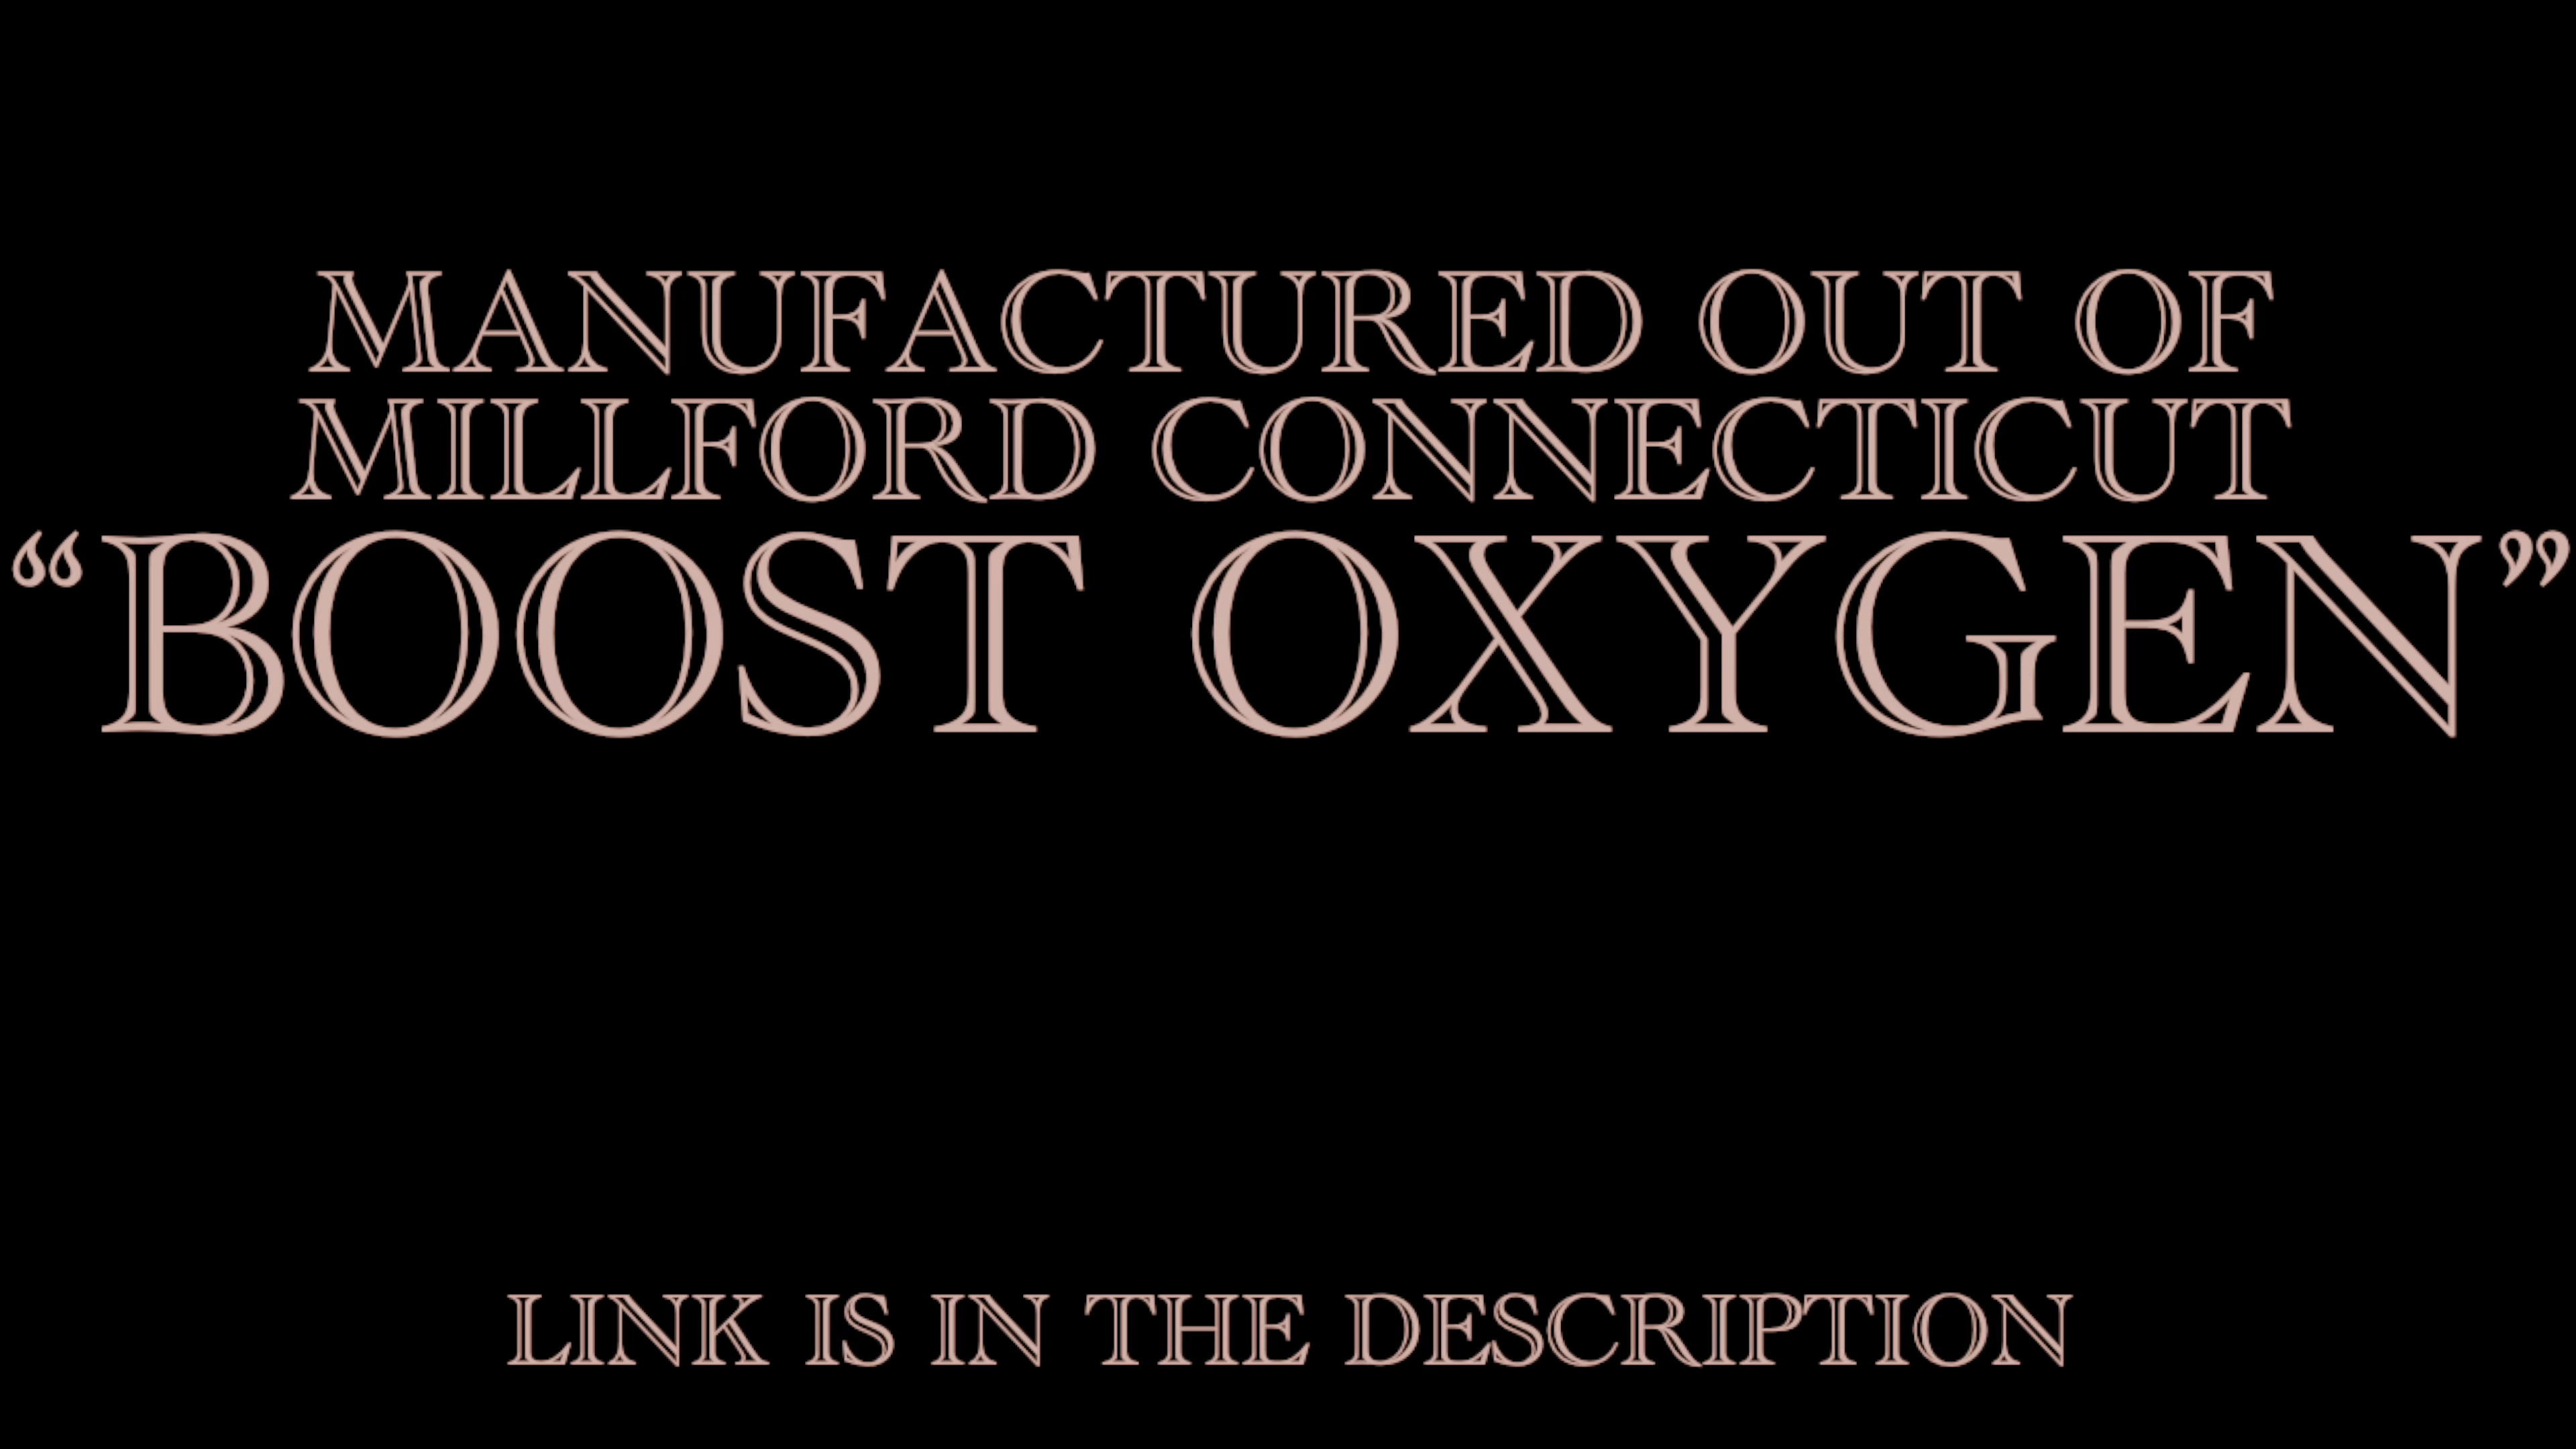 MANUFACTURED OUT OF
MILLFORD CONNECTICUT
“BOOST OXYGEN”
LINK IS IN THE DESCRIPTION